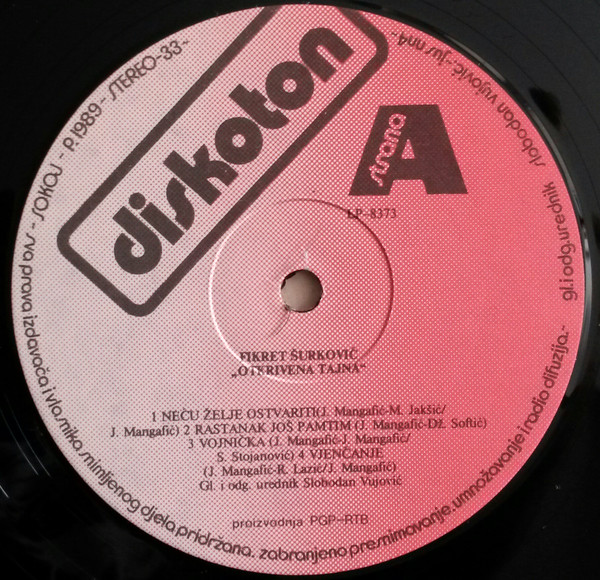 diskoton
strana A
LP-8373
FIKRET ŠURKOVIĆ
„OTKRIVENA TAJNA“
1 NEĆU ŽELJE OSTVARITI(J. Mangafić-M. Jakšić/
J. Mangafić) 2 RASTANAK JOŠ PAMTIM (J. Mangafić-Dž. Softić)
3 VOJNIČKA (J. Mangafić-J. Mangafić/
S. Stojanović) 4 VJENČANJE
(J. Mangafić-R. Lazić/J. Mangafić)
Gl. i odg. urednik Slobodan Vujović
proizvodnja PGP-RTB
SOKOJ - P.1989- STEREO-33-
sva prava izdavača i vlasnika snimljenog djela pridržana. zabranjeno presnimavanje, umnožavanje i radio difuzija.-
gl. i odg. urednik slobodan vujović.-